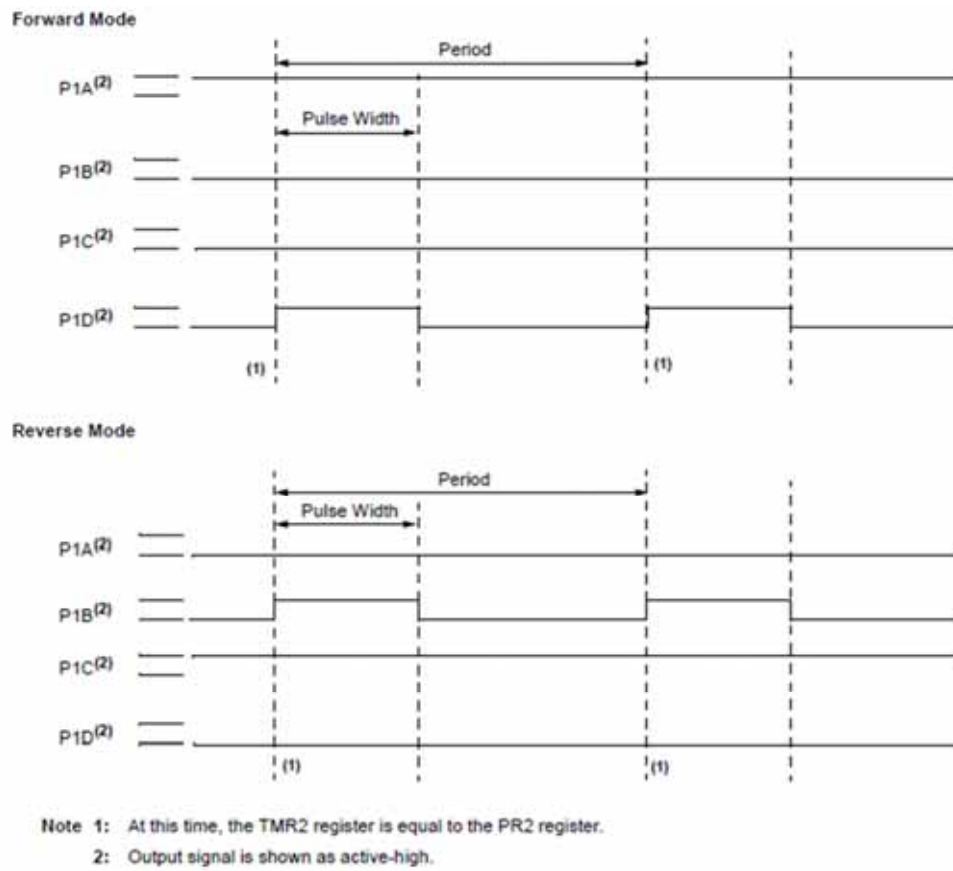 Forward Mode
Period
P1A(2)
Pulse Width
P1B(2)
P1C(2)
P1D(2)
(1) (1)
Reverse Mode
Period
Pulse Width
P1A(2)
P1B(2)
P1C(2)
P1D(2)
(1) (1)
Note 1: At this time, the TMR2 register is equal to the PR2 register.
2: Output signal is shown as active-high.